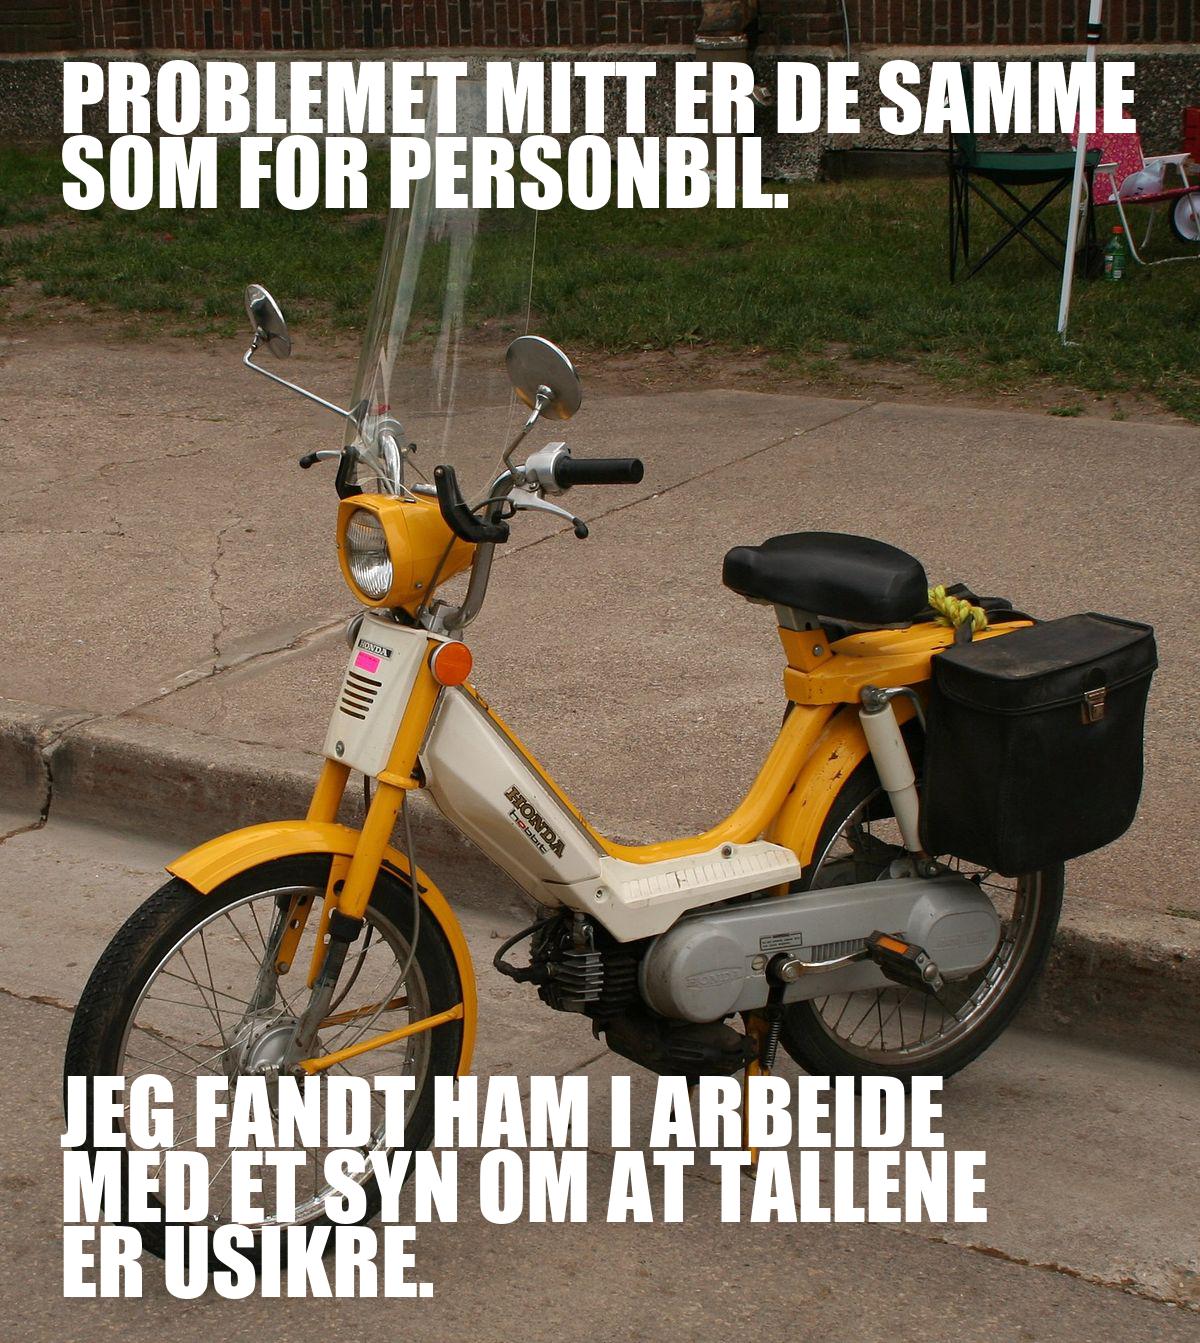 PROBLEMET MITT ER DE SAMME
SOM FOR PERSONBIL.
HONDA
HONDA
hobbit
HONDA
JEG FANDT HAM I ARBEIDE
MED ET SYN OM AT TALLENE
ER USIKRE.